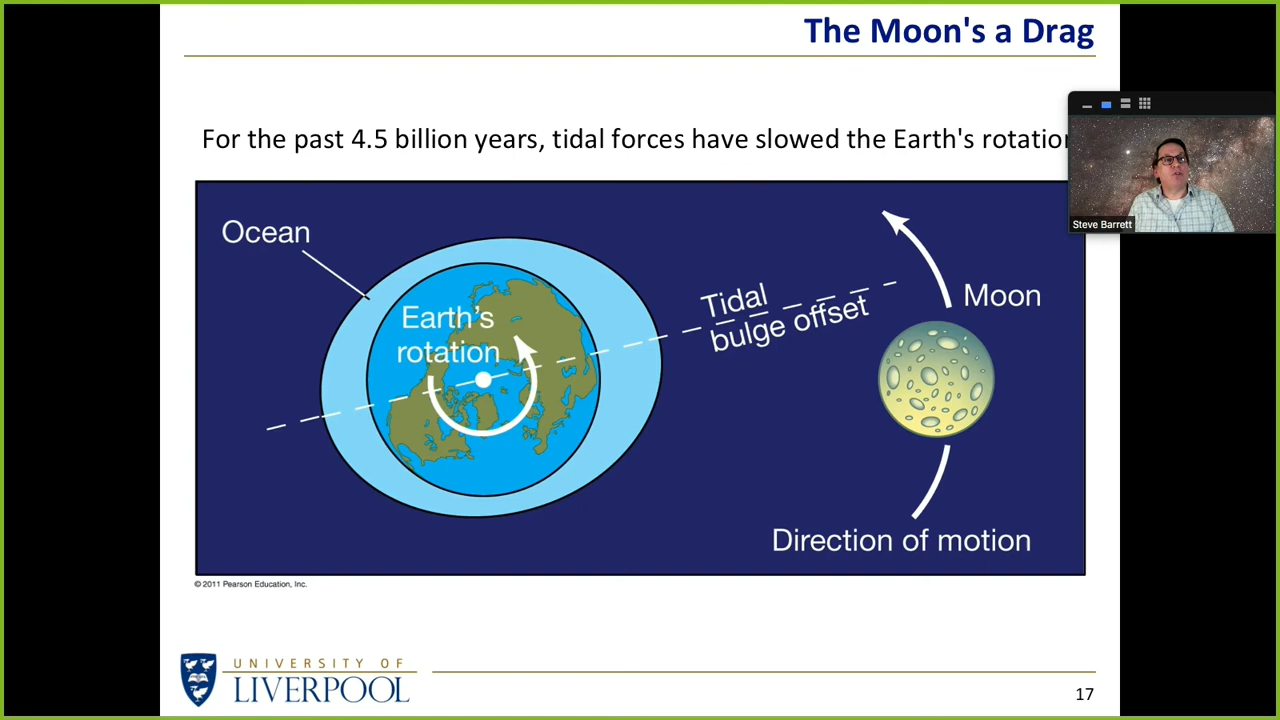 The Moon's a Drag
For the past 4.5 billion years, tidal forces have slowed the Earth's rotation
Steve Barrett
Ocean
Earth's
rotation
Tidal
bulge offset
Moon
Direction of motion
© 2011 Pearson Education, Inc.
UNIVERSITY OF
LIVERPOOL
17